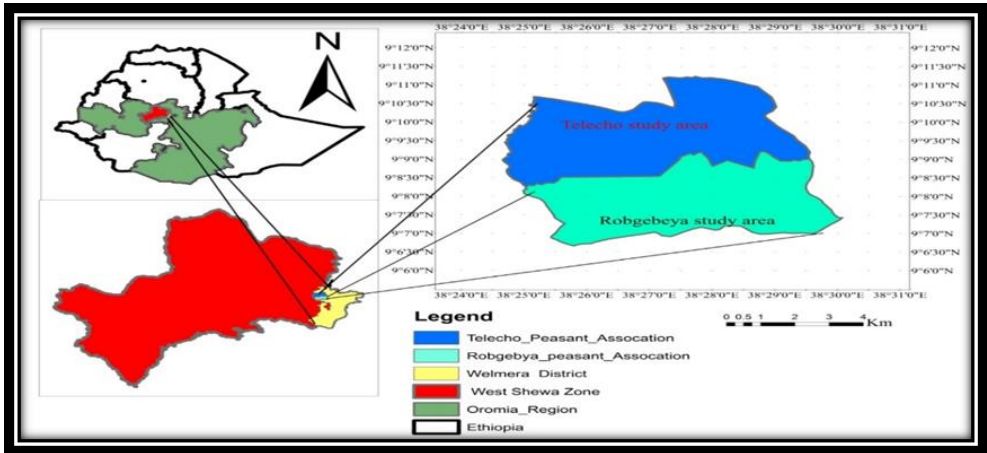 N
38°24'0"E 38°25'0"E 38°26'0"E 38°27'0"E 38°28'0"E 38°29'0"E 38°30'0"E 38°31'0"E
9°12'0"N 9°12'0"N
9°11'30"N 9°11'30"N
9°11'0"N 9°11'0"N
9°10'30"N 9°10'30"N
9°10'0"N 9°10'0"N
9°9'30"N 9°9'30"N
9°9'0"N 9°9'0"N
9°8'30"N 9°8'30"N
9°8'0"N 9°8'0"N
9°7'30"N 9°7'30"N
9°7'0"N 9°7'0"N
9°6'30"N 9°6'30"N
9°6'0"N 9°6'0"N
Telecho study area
Robgebeya study area
38°24'0"E 38°25'0"E 38°26'0"E 38°27'0"E 38°28'0"E 38°29'0"E 38°30'0"E 38°31'0"E
0 0.5 1 2 3 4 Km
Legend
Telecho_Peasant_Assocation
Robgebya_peasant_Assocation
Welmera District
West Shewa Zone
Oromia_Region
Ethiopia